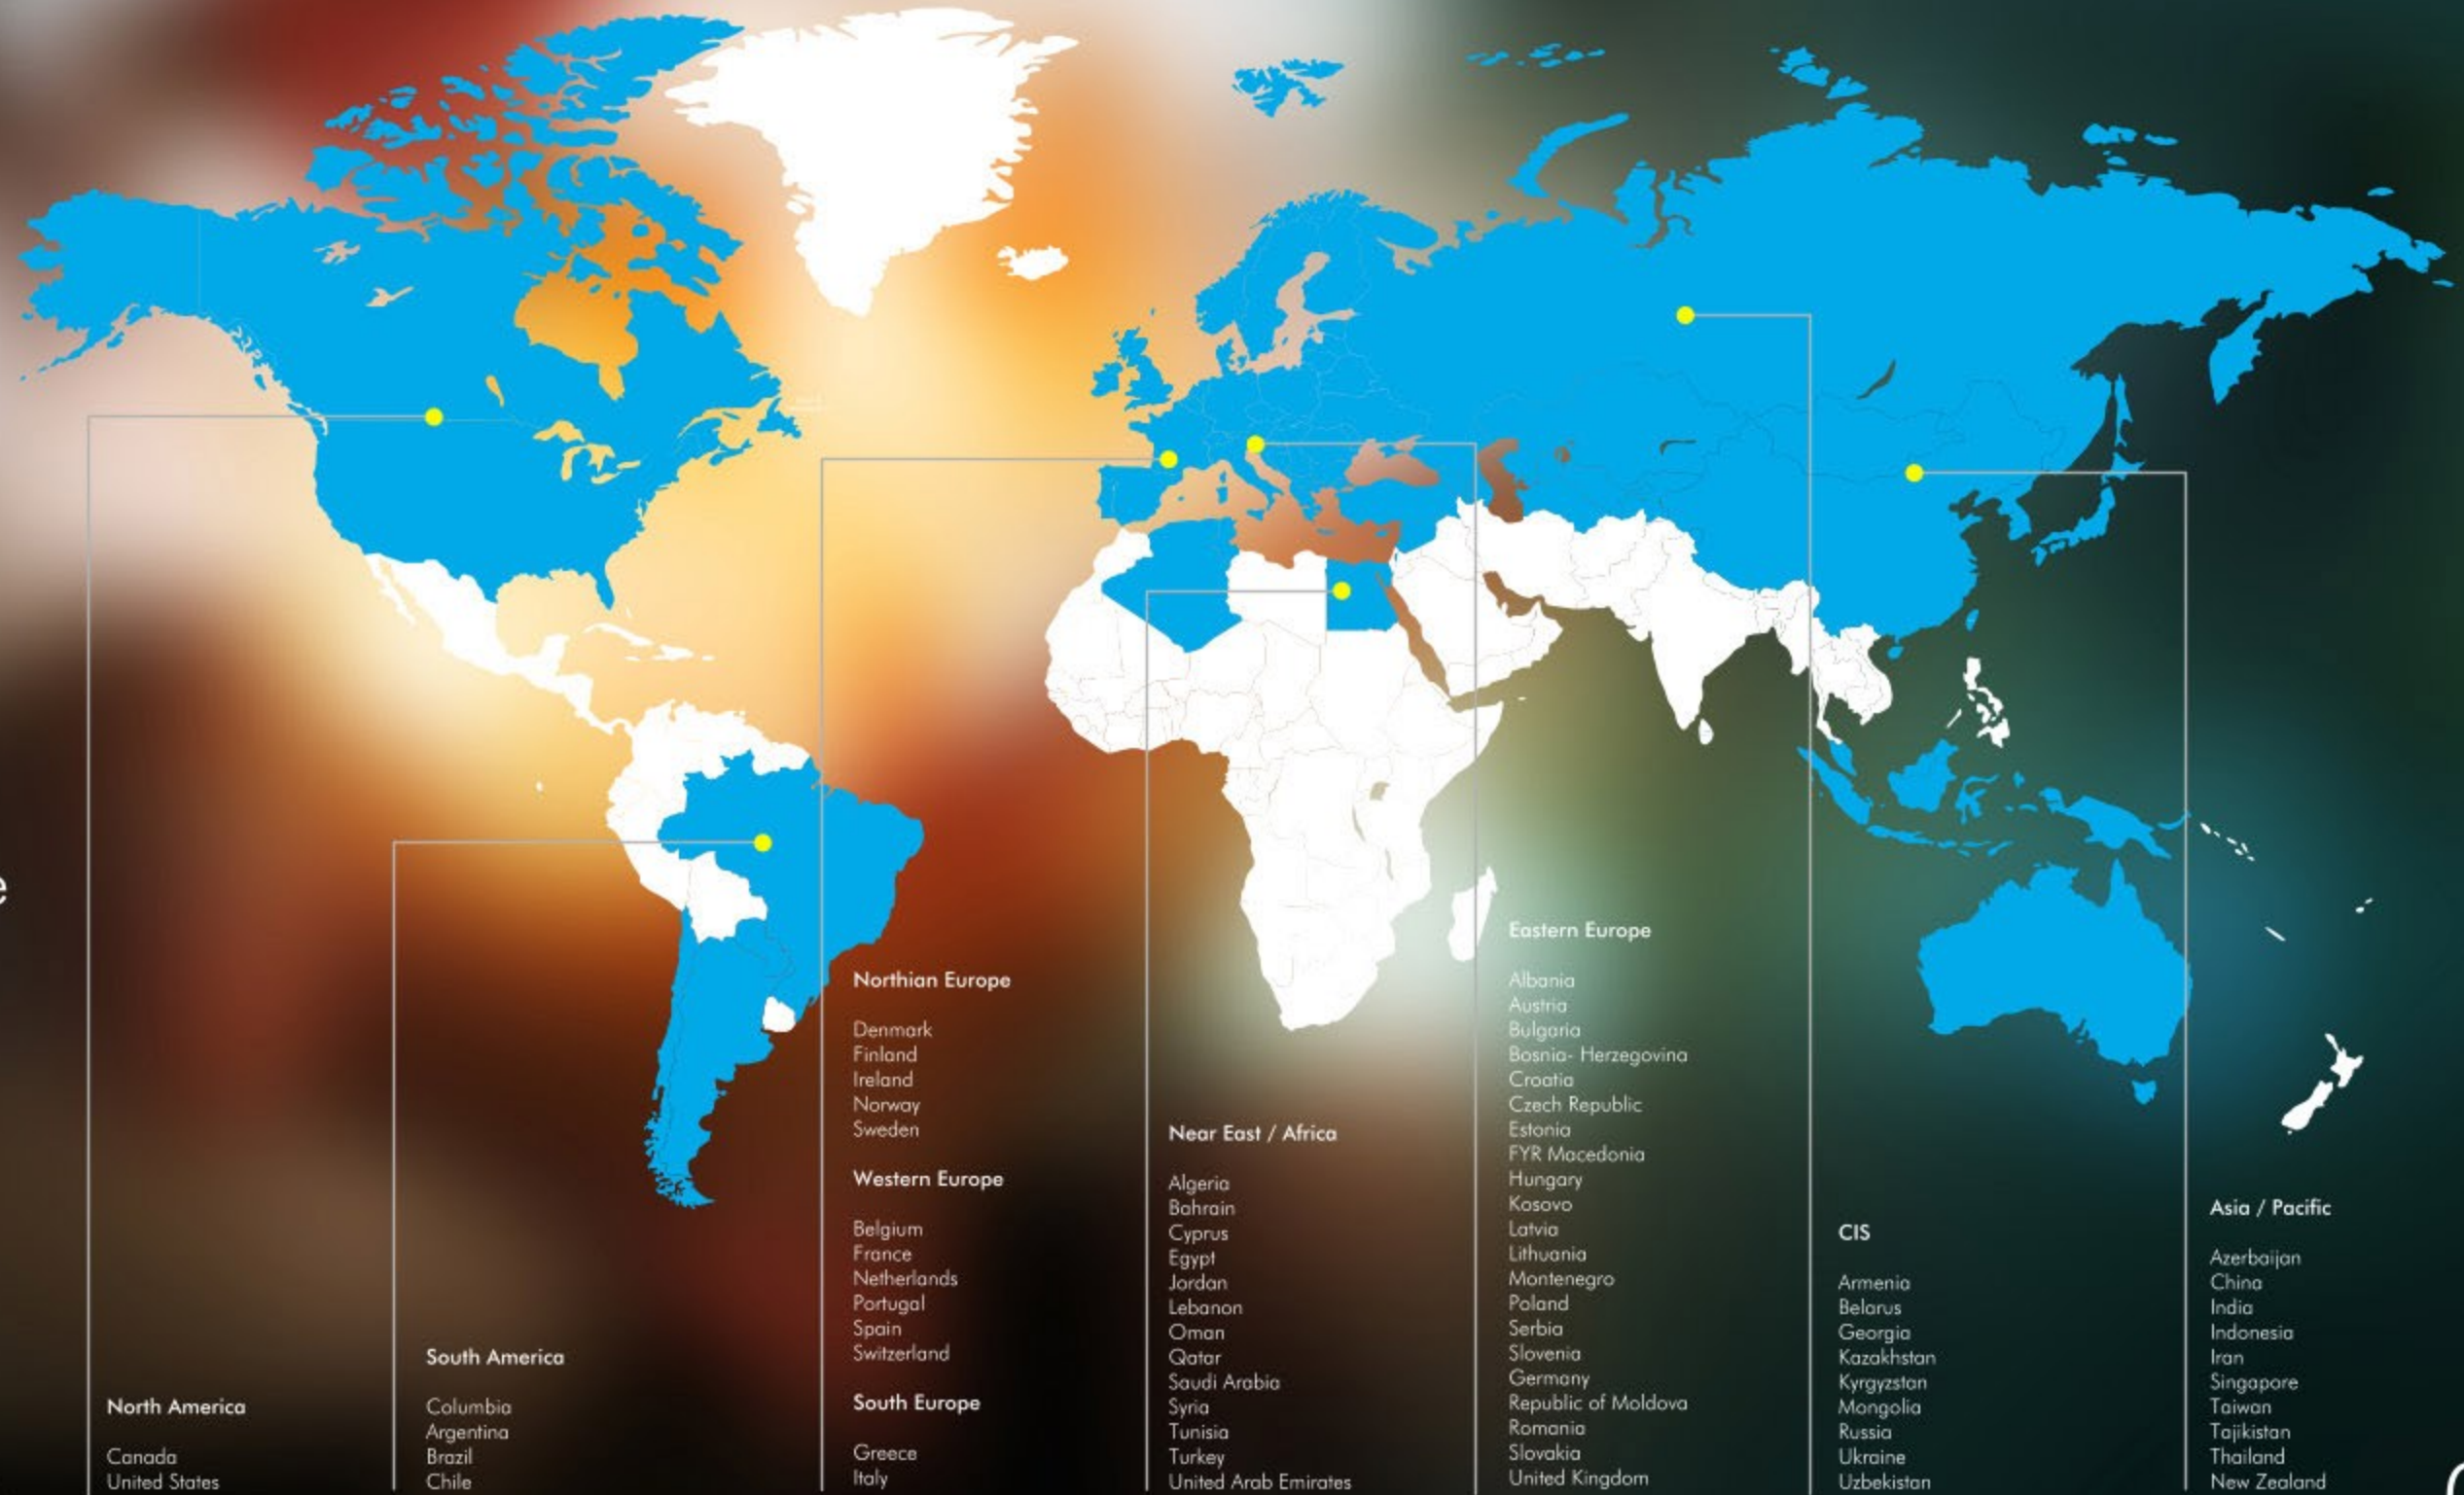 North America
Canada
United States
South America
Columbia
Argentina
Brazil
Chile
Northian Europe
Denmark
Finland
Ireland
Norway
Sweden
Western Europe
Belgium
France
Netherlands
Portugal
Spain
Switzerland
South Europe
Greece
Italy
Near East / Africa
Algeria
Bahrain
Cyprus
Egypt
Jordan
Lebanon
Oman
Qatar
Saudi Arabia
Syria
Tunisia
Turkey
United Arab Emirates
Eastern Europe
Albania
Austria
Bulgaria
Bosnia- Herzegovina
Croatia
Czech Republic
Estonia
FYR Macedonia
Hungary
Kosovo
Latvia
Lithuania
Montenegro
Poland
Serbia
Slovenia
Germany
Republic of Moldova
Romania
Slovakia
United Kingdom
CIS
Armenia
Belarus
Georgia
Kazakhstan
Kyrgyzstan
Mongolia
Russia
Ukraine
Uzbekistan
Asia / Pacific
Azerbaijan
China
India
Indonesia
Iran
Singapore
Taiwan
Tajikistan
Thailand
New Zealand